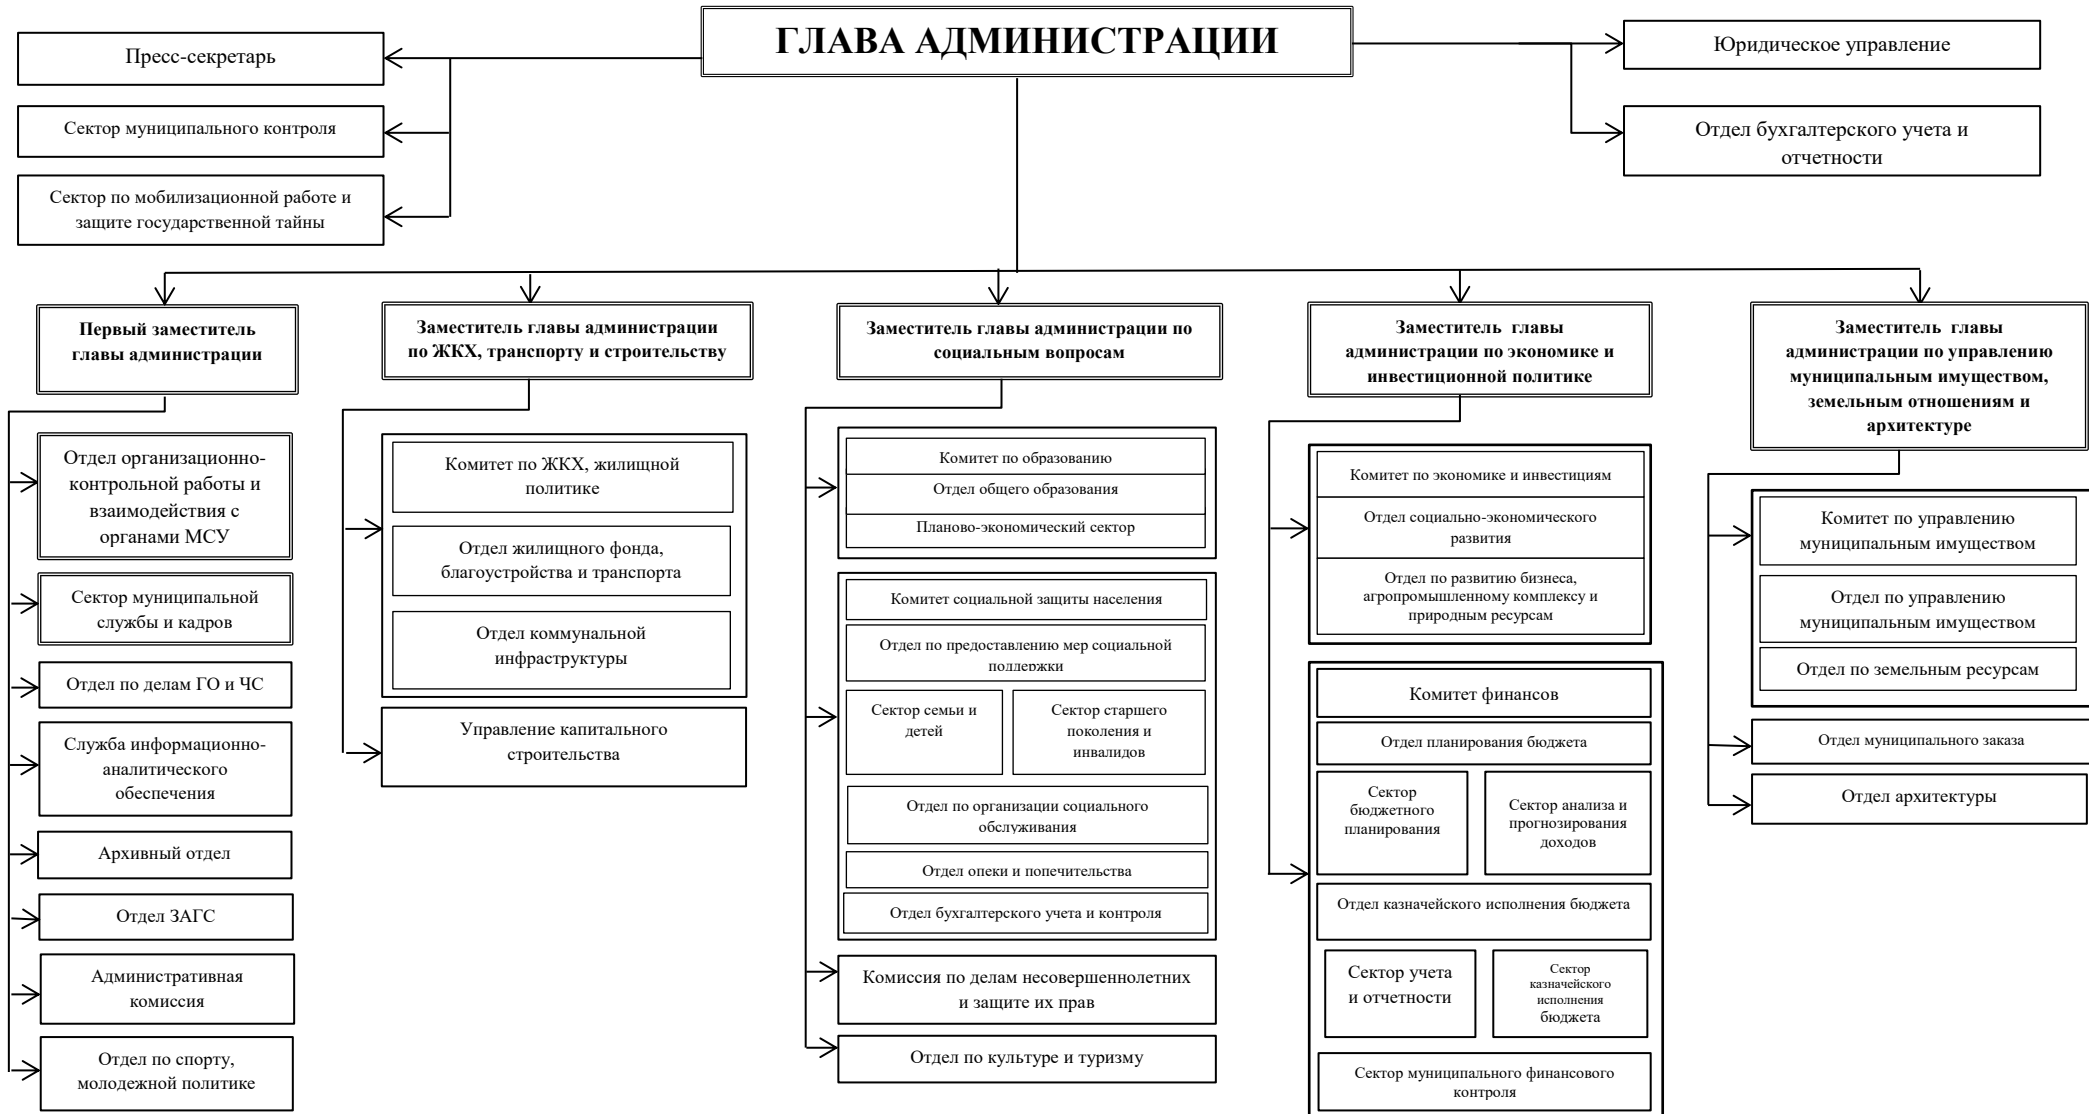 ГЛАВА АДМИНИСТРАЦИИ
Пресс-секретарь
Сектор муниципального контроля
Сектор по мобилизационной работе и
защите государственной тайны
Юридическое управление
Отдел бухгалтерского учета и
отчетности
Первый заместитель
главы администрации
Отдел организационно-
контрольной работы и
взаимодействия с
органами МСУ
Сектор муниципальной
службы и кадров
Отдел по делам ГО и ЧС
Служба информационно-
аналитического
обеспечения
Архивный отдел
Отдел ЗАГС
Административная
комиссия
Отдел по спорту,
молодежной политике
Заместитель главы администрации
по ЖКХ, транспорту и строительству
Комитет по ЖКХ, жилищной
политике
Отдел жилищного фонда,
благоустройства и транспорта
Отдел коммунальной
инфраструктуры
Управление капитального
строительства
Заместитель главы администрации по
социальным вопросам
Комитет по образованию
Отдел общего образования
Планово-экономический сектор
Комитет социальной защиты населения
Отдел по предоставлению мер социальной
поддержки
Сектор семьи и
детей
Сектор старшего
поколения и
инвалидов
Отдел по организации социального
обслуживания
Отдел опеки и попечительства
Отдел бухгалтерского учета и контроля
Комиссия по делам несовершеннолетних
и защите их прав
Отдел по культуре и туризму
Заместитель главы
администрации по экономике и
инвестиционной политике
Комитет по экономике и инвестициям
Отдел социально-экономического
развития
Отдел по развитию бизнеса,
агропромышленному комплексу и
природным ресурсам
Комитет финансов
Отдел планирования бюджета
Сектор
бюджетного
планирования
Сектор анализа и
прогнозирования
доходов
Отдел казначейского исполнения бюджета
Сектор учета
и отчетности
Сектор
казначейского
исполнения
бюджета
Сектор муниципального финансового
контроля
Заместитель главы
администрации по управлению
муниципальным имуществом,
земельным отношениям и
архитектуре
Комитет по управлению
муниципальным имуществом
Отдел по управлению
муниципальным имуществом
Отдел по земельным ресурсам
Отдел муниципального заказа
Отдел архитектуры